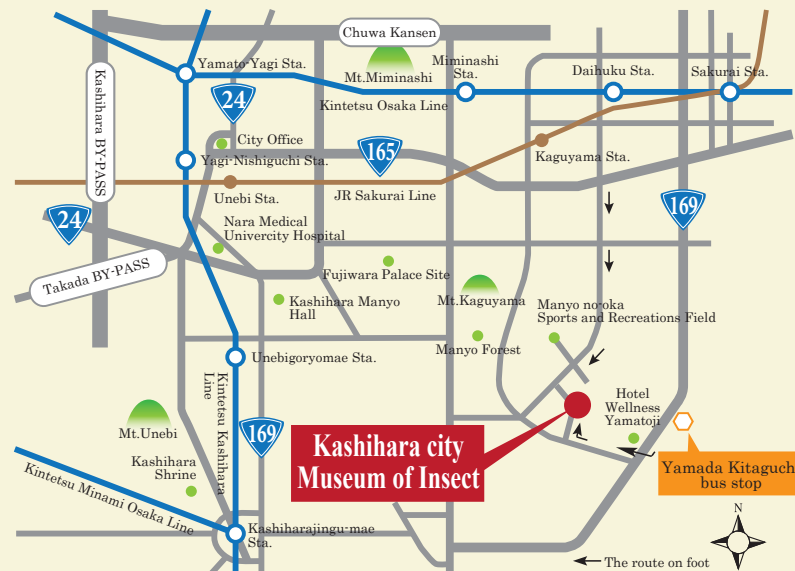 Chuwa Kansen
Yamato-Yagi Sta.
Mt.Miminashi
Miminashi
Sta.
Daihuku Sta.
Sakurai Sta.
Kashihara BY-PASS
24
Kintetsu Osaka Line
City Office
165
Yagi-Nishiguchi Sta.
Kaguyama Sta.
Unebi Sta.
JR Sakurai Line
169
24
Nara Medical
Univercity Hospital
Takada BY-PASS
Fujiwara Palace Site
Kashihara Manyo
Hall
Mt.Kaguyama
Manyo no-oka
Sports and Recreations Field
Manyo Forest
Unebigoryomae Sta.
Kintetsu Kashihara
Line
Hotel
Wellness
Yamatoji
Mt.Unebi
169
Kashihara city
Museum of Insect
Kashihara
Shrine
Yamada Kitaguch
bus stop
Kintetsu Minami Osaka Line
Kashiharajingu-mae
Sta.
N
The route on foot